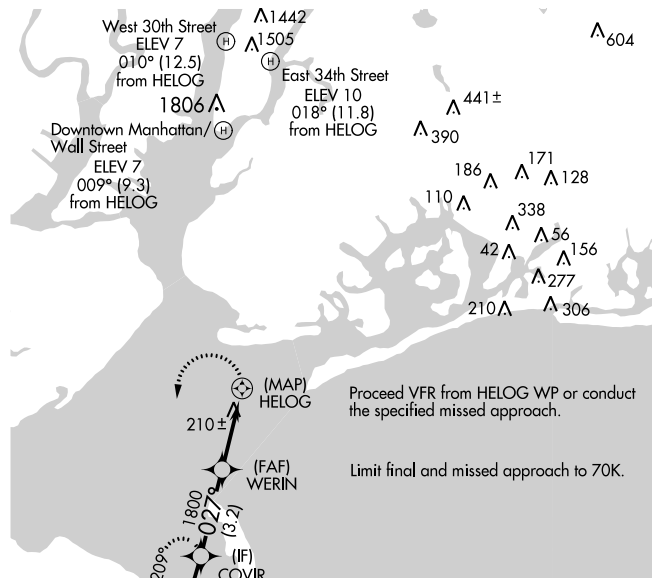 1442
West 30th Street
ELEV 7
010° (12.5)
from HELOG
1505
604
East 34th Street
ELEV 10
018° (11.8)
from HELOG
1806
441±
390
Downtown Manhattan/
Wall Street
ELEV 7
009° (9.3)
from HELOG
H
H
H
171
186
128
110
338
56
42
156
277
210
306
(MAP)
HELOG
210±
Proceed VFR from HELOG WP or conduct
the specified missed approach.
(FAF)
WERIN
Limit final and missed approach to 70K.
1800
027°
(3.2)
209°
(IF)
COVIR